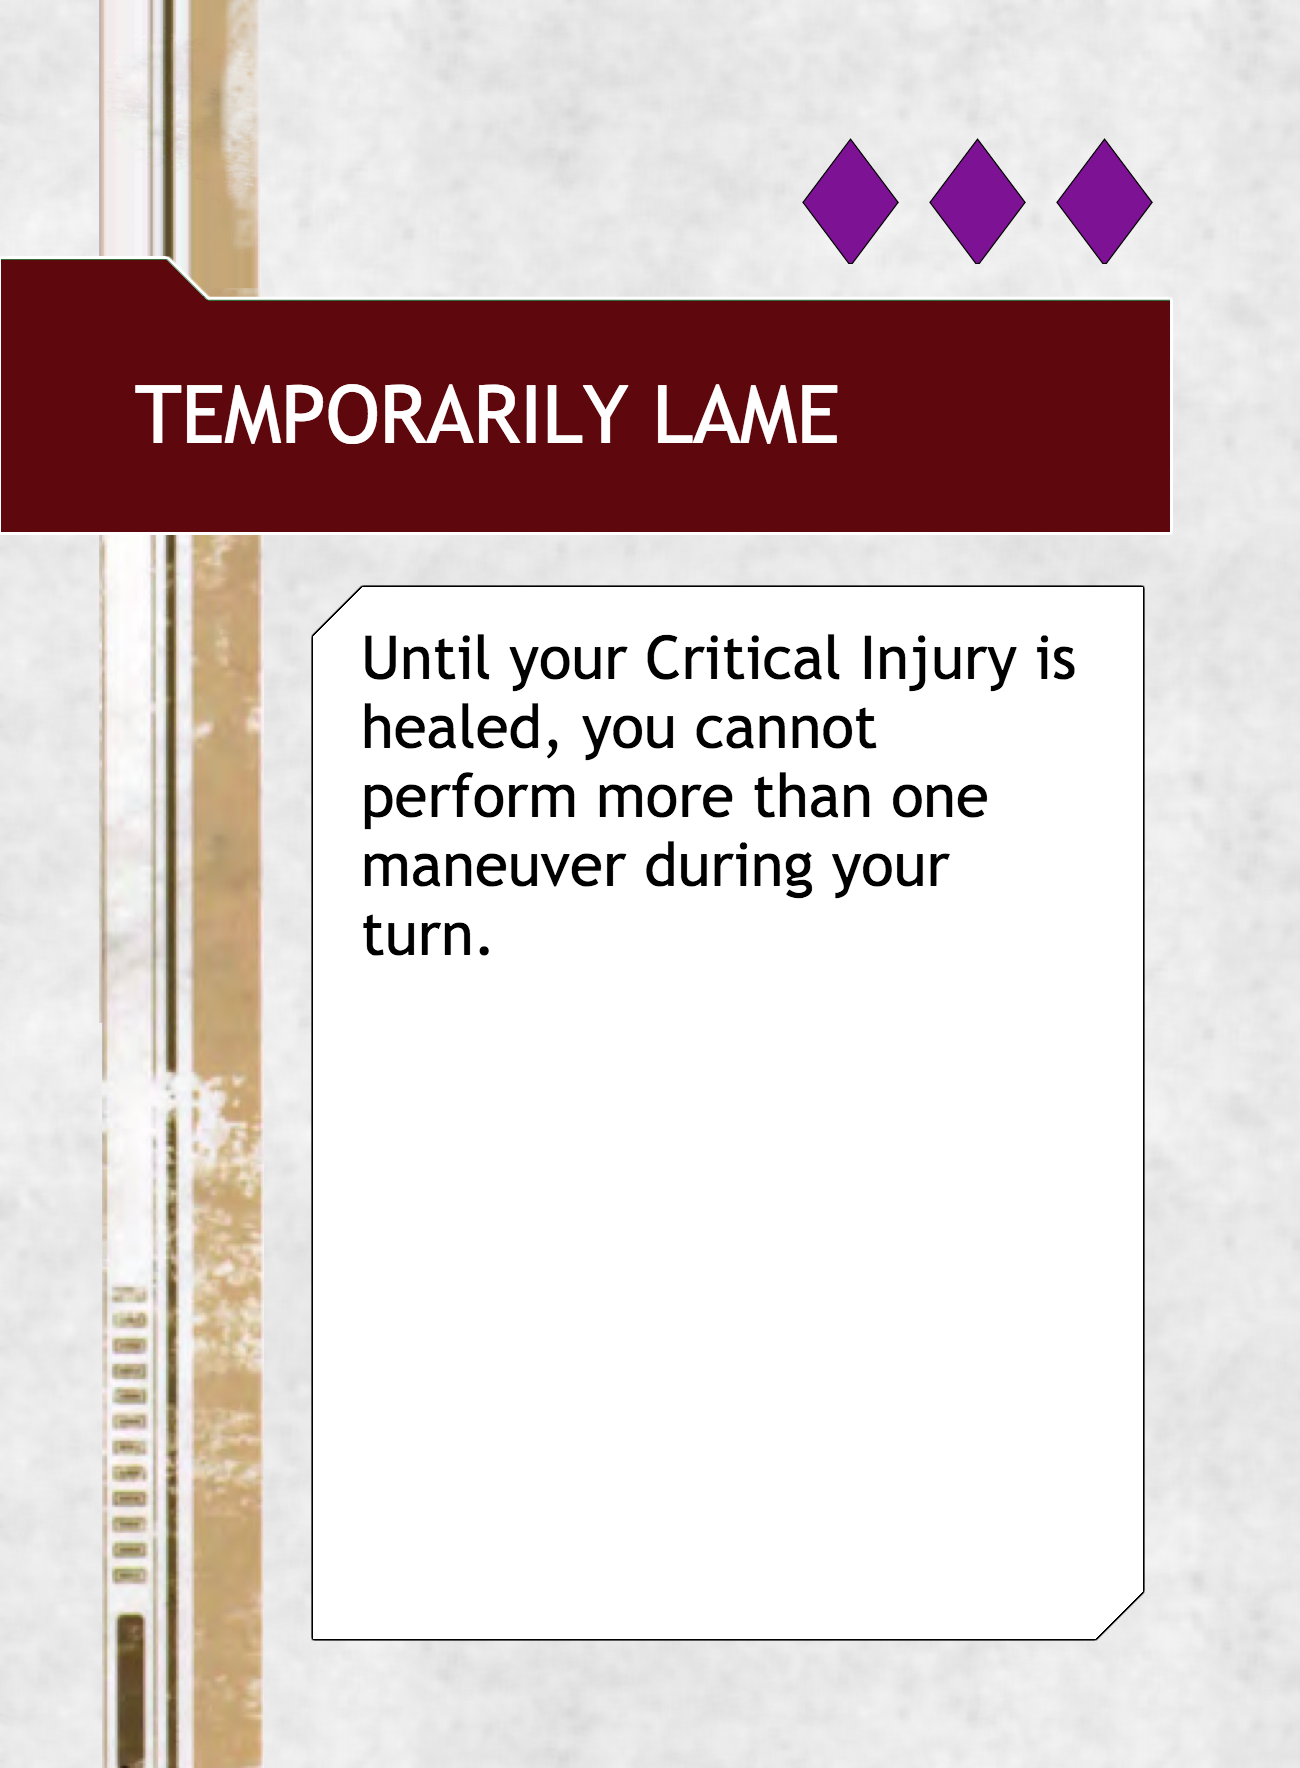 TEMPORARILY LAME
Until your Critical Injury is
healed, you cannot
perform more than one
maneuver during your
turn.